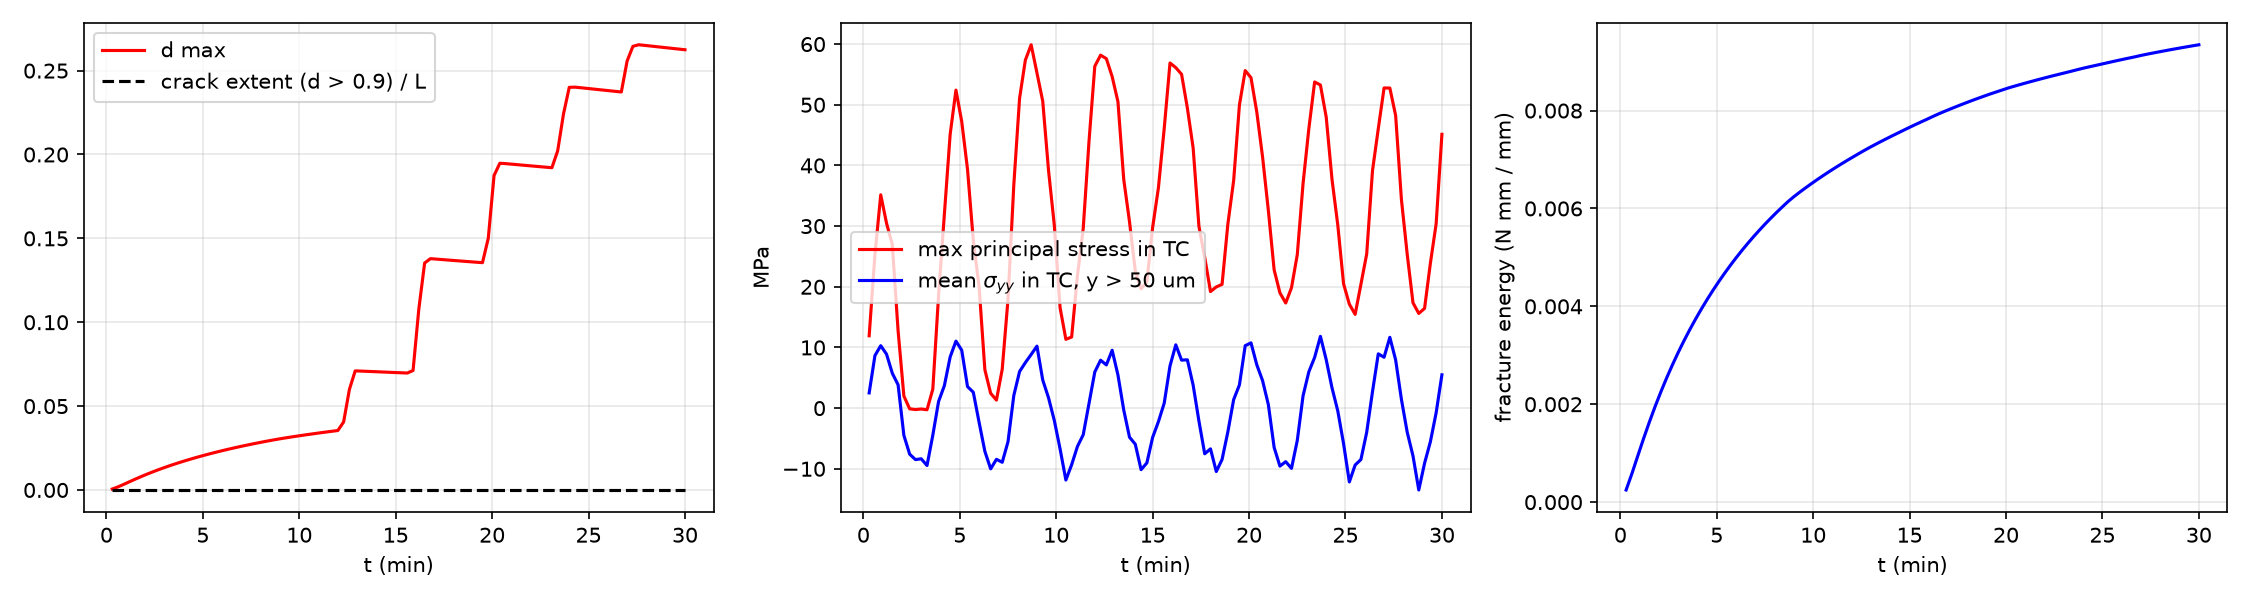 d max
crack extent (d > 0.9) / L
0.25
0.20
0.15
0.10
0.05
0.00
0 5 10 15 20 25 30
t (min)
MPa
60
50
40
30
20
10
0
−10
max principal stress in TC
mean σyy in TC, y > 50 um
0 5 10 15 20 25 30
t (min)
fracture energy (N mm / mm)
0.008
0.006
0.004
0.002
0.000
0 5 10 15 20 25 30
t (min)